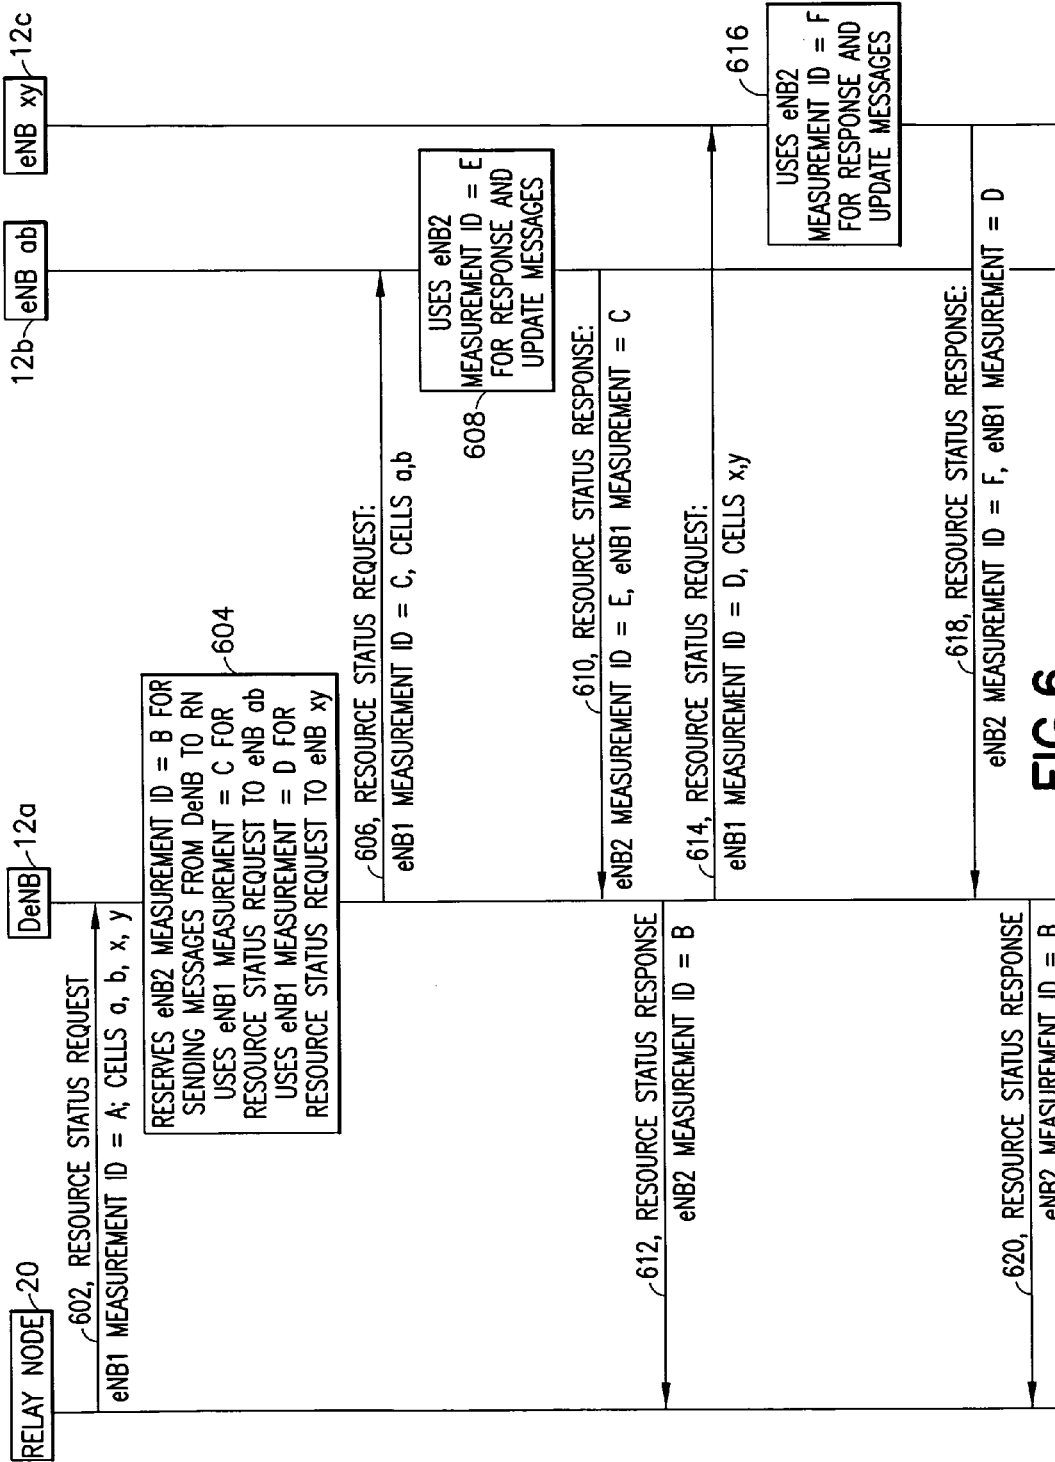 RELAY NODE
20
DeNB
12a
12b
eNB ab
eNB xy
12c
602, RESOURCE STATUS REQUEST
eNB1 MEASUREMENT ID = A; CELLS a, b, x, y
RESERVES eNB2 MEASUREMENT ID = B FOR
SENDING MESSAGES FROM DeNB TO RN
USES eNB1 MEASUREMENT = C FOR
RESOURCE STATUS REQUEST TO eNB ab
USES eNB1 MEASUREMENT = D FOR
RESOURCE STATUS REQUEST TO eNB xy
604
606, RESOURCE STATUS REQUEST:
eNB1 MEASUREMENT ID = C, CELLS a,b
USES eNB2
MEASUREMENT ID = E
FOR RESPONSE AND
UPDATE MESSAGES
608
610, RESOURCE STATUS RESPONSE:
eNB2 MEASUREMENT ID = E, eNB1 MEASUREMENT = C
612, RESOURCE STATUS RESPONSE
eNB2 MEASUREMENT ID = B
614, RESOURCE STATUS REQUEST:
eNB1 MEASUREMENT ID = D, CELLS x,y
616
USES eNB2
MEASUREMENT ID = F
FOR RESPONSE AND
UPDATE MESSAGES
618, RESOURCE STATUS RESPONSE:
eNB2 MEASUREMENT ID = F, eNB1 MEASUREMENT = D
620, RESOURCE STATUS RESPONSE
eNB2 MEASUREMENT ID = B
FIG. 6